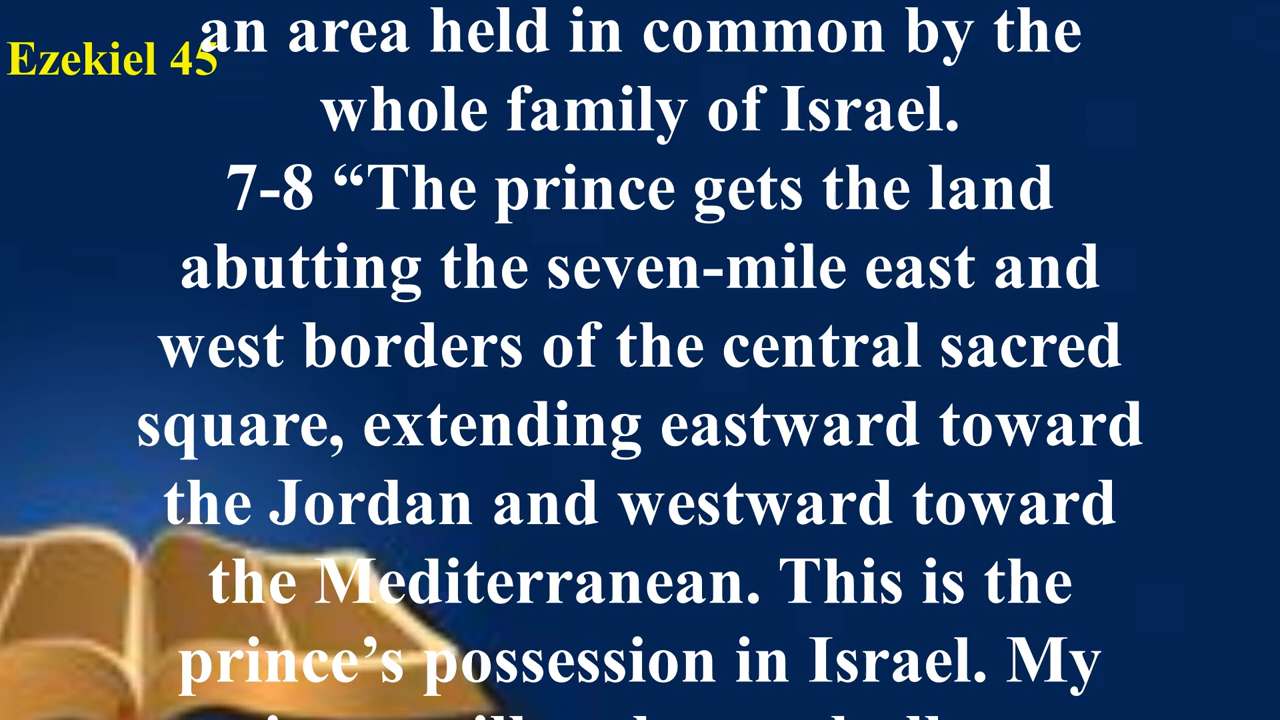 Ezekiel 45
an area held in common by the
whole family of Israel.
7-8 “The prince gets the land
abutting the seven-mile east and
west borders of the central sacred
square, extending eastward toward
the Jordan and westward toward
the Mediterranean. This is the
prince’s possession in Israel. My